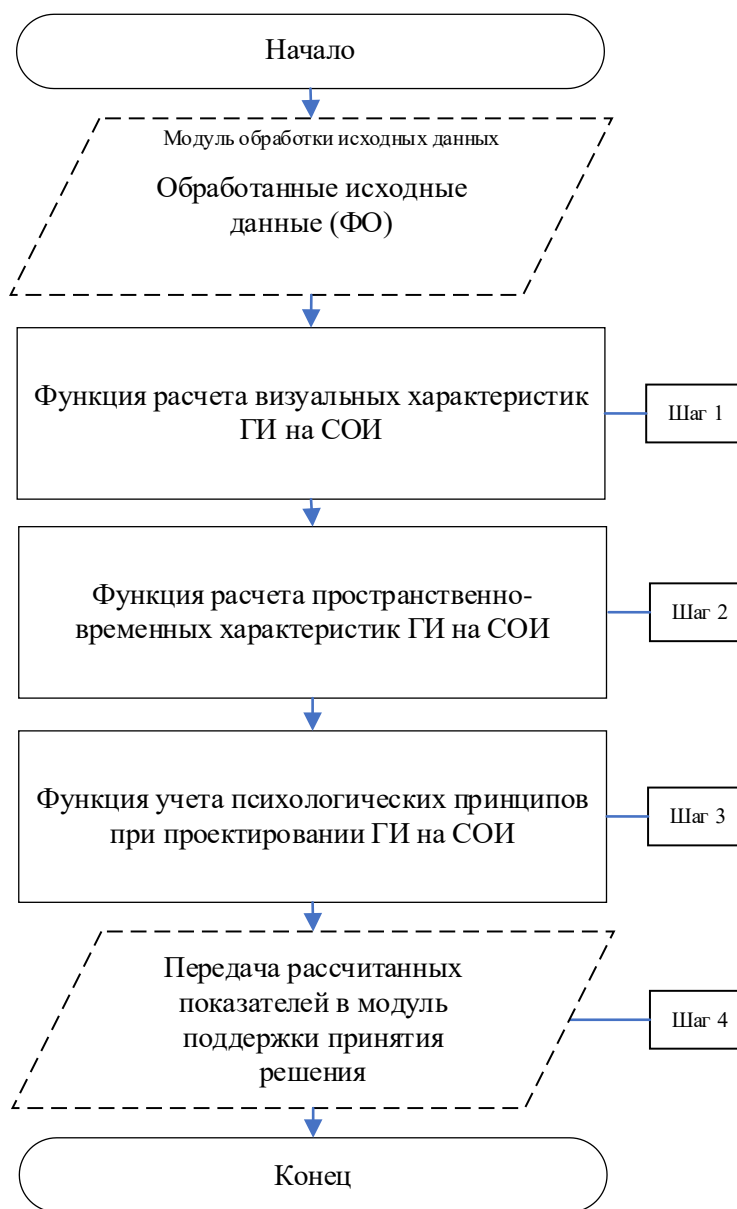 Начало
Модуль обработки исходных данных
Обработанные исходные
данные (ФО)
Функция расчета визуальных характеристик
ГИ на СОИ
Шаг 1
Функция расчета пространственно-
временных характеристик ГИ на СОИ
Шаг 2
Функция учета психологических принципов
при проектировании ГИ на СОИ
Шаг 3
Передача рассчитанных
показателей в модуль
поддержки принятия
решения
Шаг 4
Конец